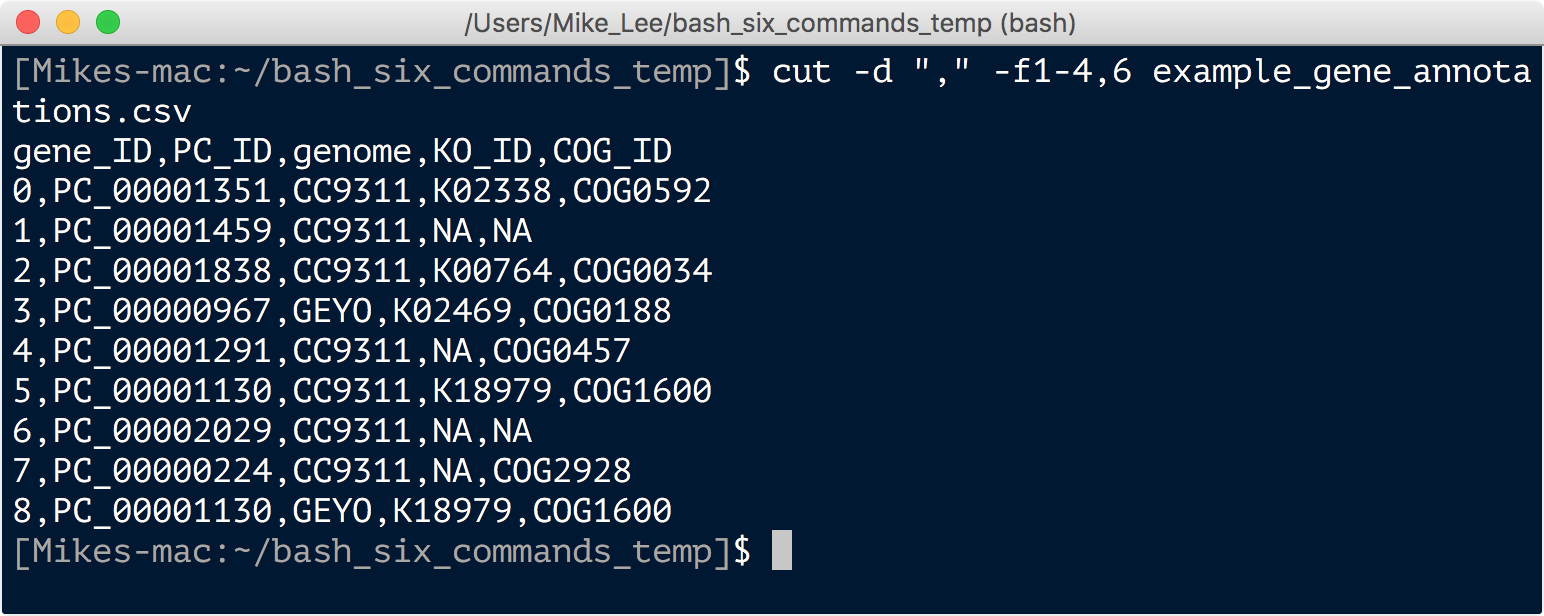 /Users/Mike_Lee/bash_six_commands_temp (bash)
[Mikes-mac:~/bash_six_commands_temp]$ cut -d "," -f1-4,6 example_gene_annota
tions.csv
gene_ID,PC_ID,genome,KO_ID,COG_ID
0,PC_00001351,CC9311,K02338,COG0592
1,PC_00001459,CC9311,NA,NA
2,PC_00001838,CC9311,K00764,COG0034
3,PC_00000967,GEYO,K02469,COG0188
4,PC_00001291,CC9311,NA,COG0457
5,PC_00001130,CC9311,K18979,COG1600
6,PC_00002029,CC9311,NA,NA
7,PC_00000224,CC9311,NA,COG2928
8,PC_00001130,GEYO,K18979,COG1600
[Mikes-mac:~/bash_six_commands_temp]$